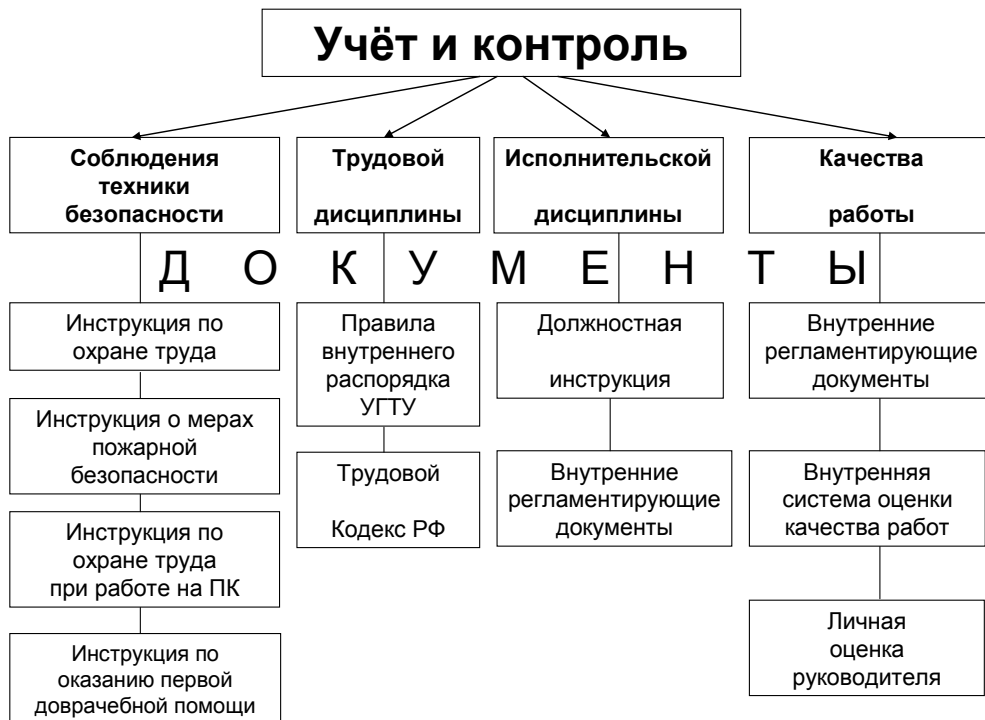 Учёт и контроль
Соблюдения
техники
безопасности
Трудовой
дисциплины
Исполнительской
дисциплины
Качества
работы
Д О К У М Е Н Т Ы
Инструкция по
охране труда
Инструкция о мерах
пожарной
безопасности
Инструкция по
охране труда
при работе на ПК
Инструкция по
оказанию первой
доврачебной помощи
Правила
внутреннего
распорядка
УГТУ
Трудовой
Кодекс РФ
Должностная
инструкция
Внутренние
регламентирующие
документы
Внутренние
регламентирующие
документы
Внутренняя
система оценки
качества работ
Личная
оценка
руководителя